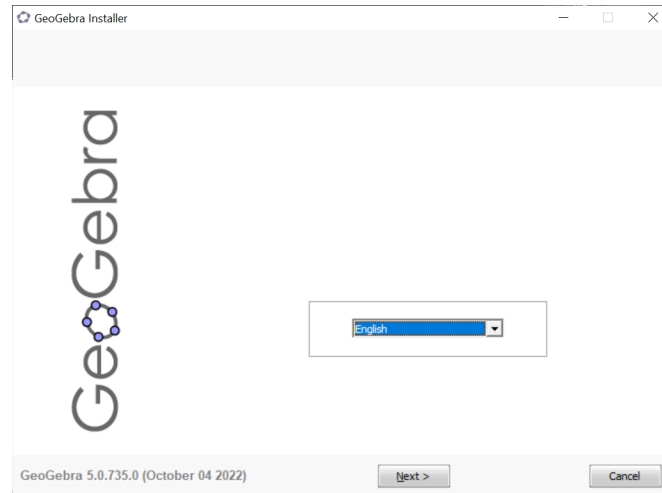 GeoGebra Installer
GeoGebra
English
GeoGebra 5.0.735.0 (October 04 2022)
Next >
Cancel